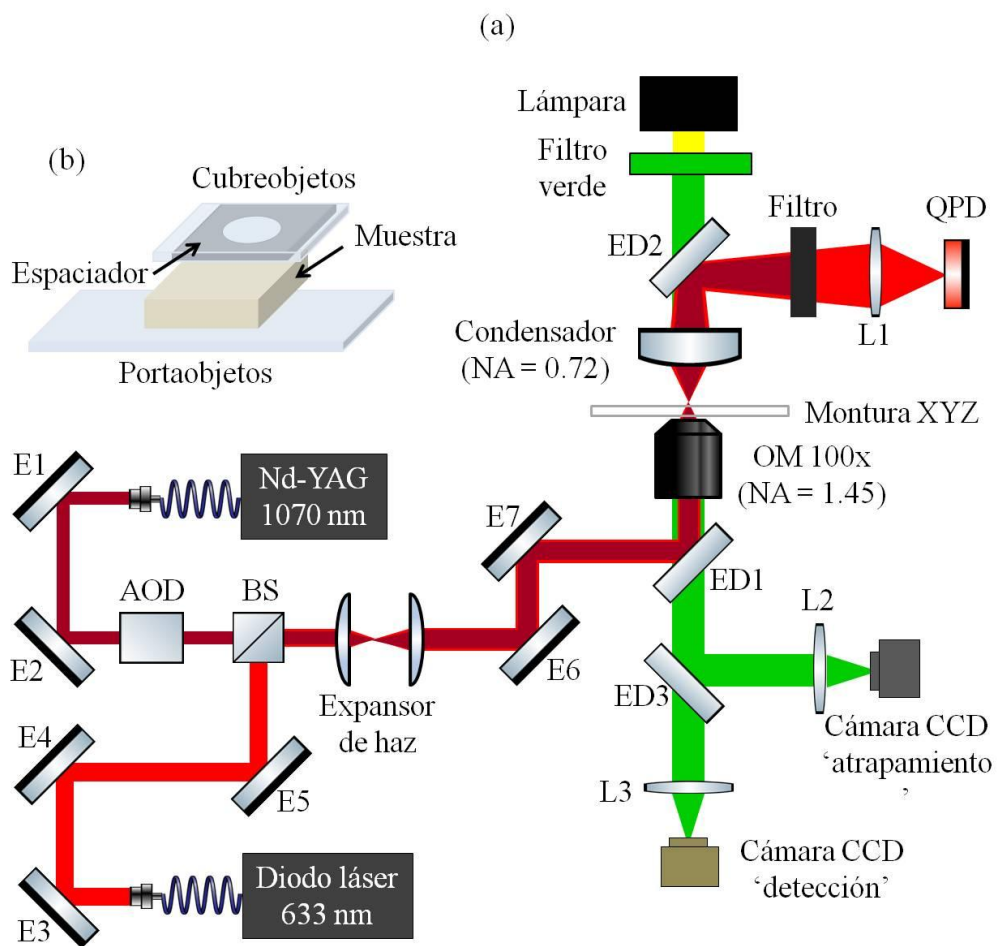 (a)
Lámpara
Filtro
verde
Filtro
QPD
ED2
L1
Condensador
(NA = 0.72)
Montura XYZ
OM 100x
(NA = 1.45)
ED1
L2
ED3
Cámara CCD
‘atrapamiento
’
L3
Cámara CCD
‘detección’
(b)
Cubreobjetos
Muestra
Espaciador
Portaobjetos
E1
Nd-YAG
1070 nm
E7
AOD
BS
E2
E6
Expansor
de haz
E4
E5
Diodo láser
633 nm
E3